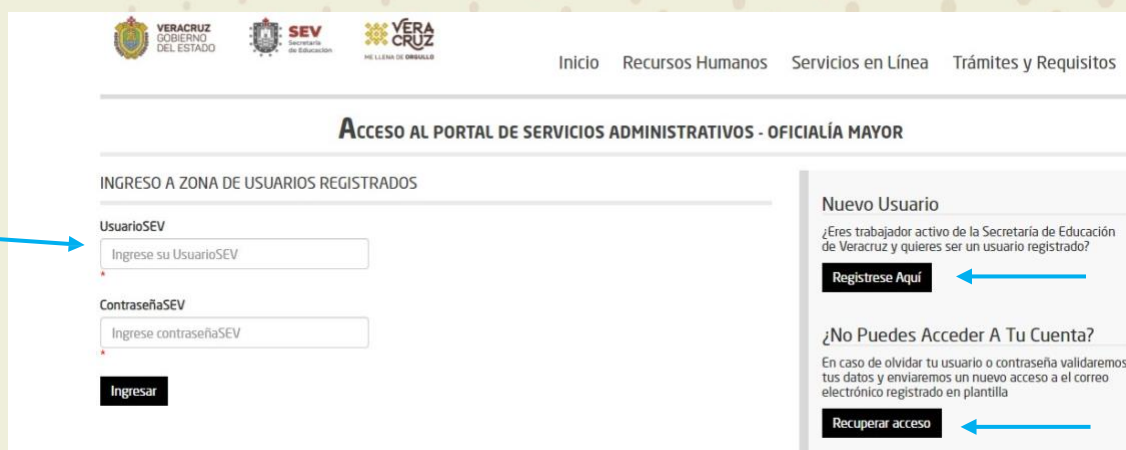 VERACRUZ
GOBIERNO
DEL ESTADO
SEV
Secretaría
de Educación
VERA
CRUZ
ME LLENA DE ORGULLO
Inicio Recursos Humanos Servicios en Línea Trámites y Requisitos
ACCESO AL PORTAL DE SERVICIOS ADMINISTRATIVOS - OFICIALÍA MAYOR
INGRESO A ZONA DE USUARIOS REGISTRADOS
UsuarioSEV
Ingrese su UsuarioSEV
*
ContraseñaSEV
Ingrese contraseñaSEV
*
Ingresar
Nuevo Usuario
¿Eres trabajador activo de la Secretaría de Educación
de Veracruz y quieres ser un usuario registrado?
Registrese Aquí
¿No Puedes Acceder A Tu Cuenta?
En caso de olvidar tu usuario o contraseña validaremos
tus datos y enviaremos un nuevo acceso a el correo
electrónico registrado en plantilla
Recuperar acceso